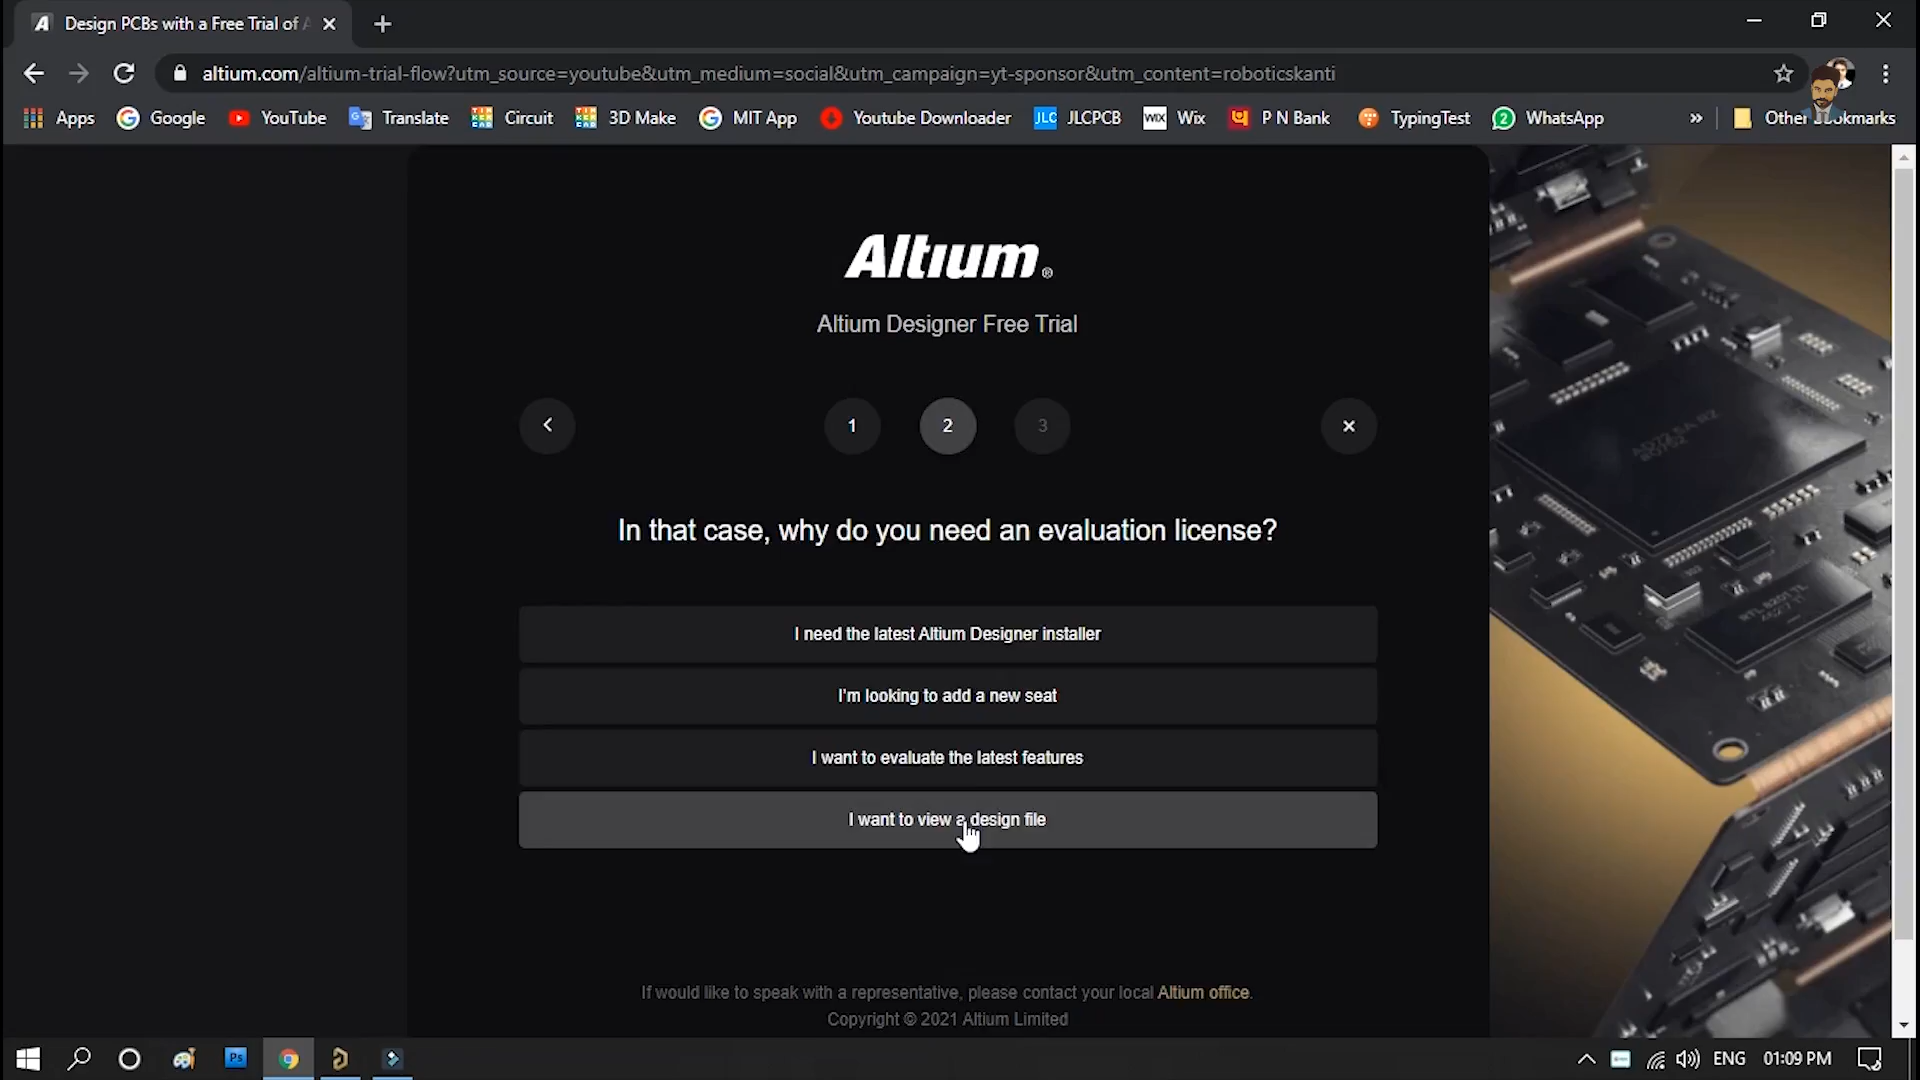 Design PCBs with a Free Trial of A
altium.com/altium-trial-flow?utm_source=youtube&utm_medium=social&utm_campaign=yt-sponsor&utm_content=roboticskanti
Apps Google YouTube Translate Circuit 3D Make MIT App Youtube Downloader JLC JLCPCB WIX Wix P N Bank TypingTest 2 WhatsApp » Other Bookmarks
Altium®
Altium Designer Free Trial
1 2 3
In that case, why do you need an evaluation license?
I need the latest Altium Designer installer
I'm looking to add a new seat
I want to evaluate the latest features
I want to view a design file
If would like to speak with a representative, please contact your local Altium office.
Copyright © 2021 Altium Limited
Ps ENG 01:09 PM